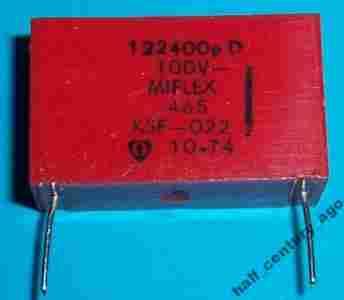 122400p D
100V-
MIFLEX
465
KSF-022
10-74
half_century_ago